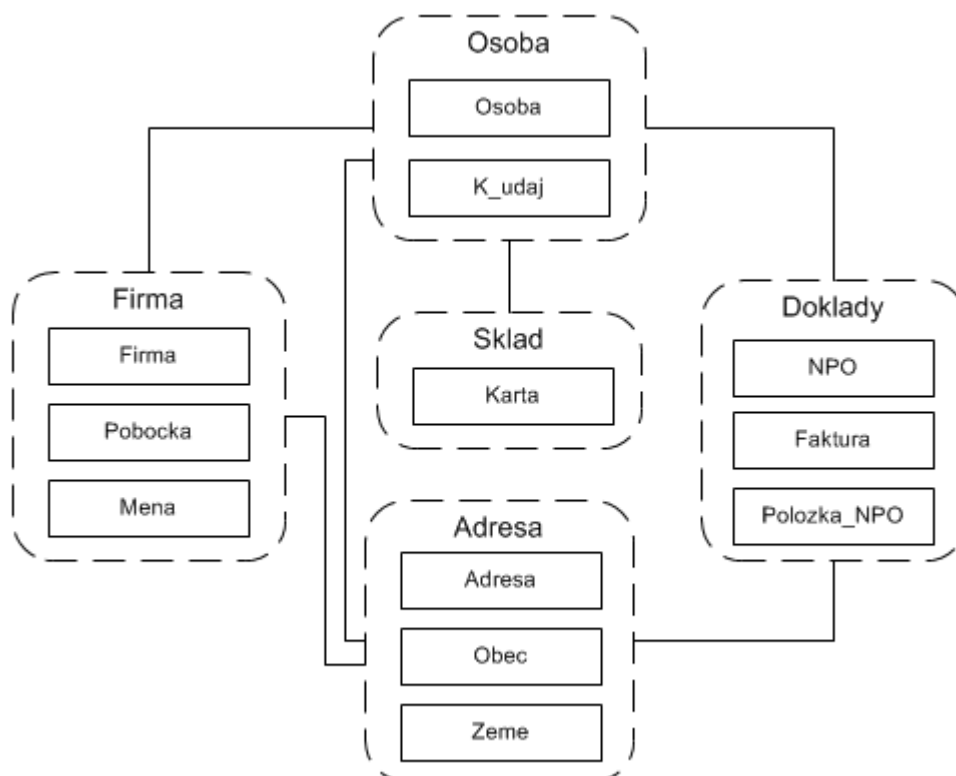 Osoba
Osoba
K_udaj
Firma
Firma
Pobocka
Mena
Sklad
Karta
Doklady
NPO
Faktura
Polozka_NPO
Adresa
Adresa
Obec
Zeme